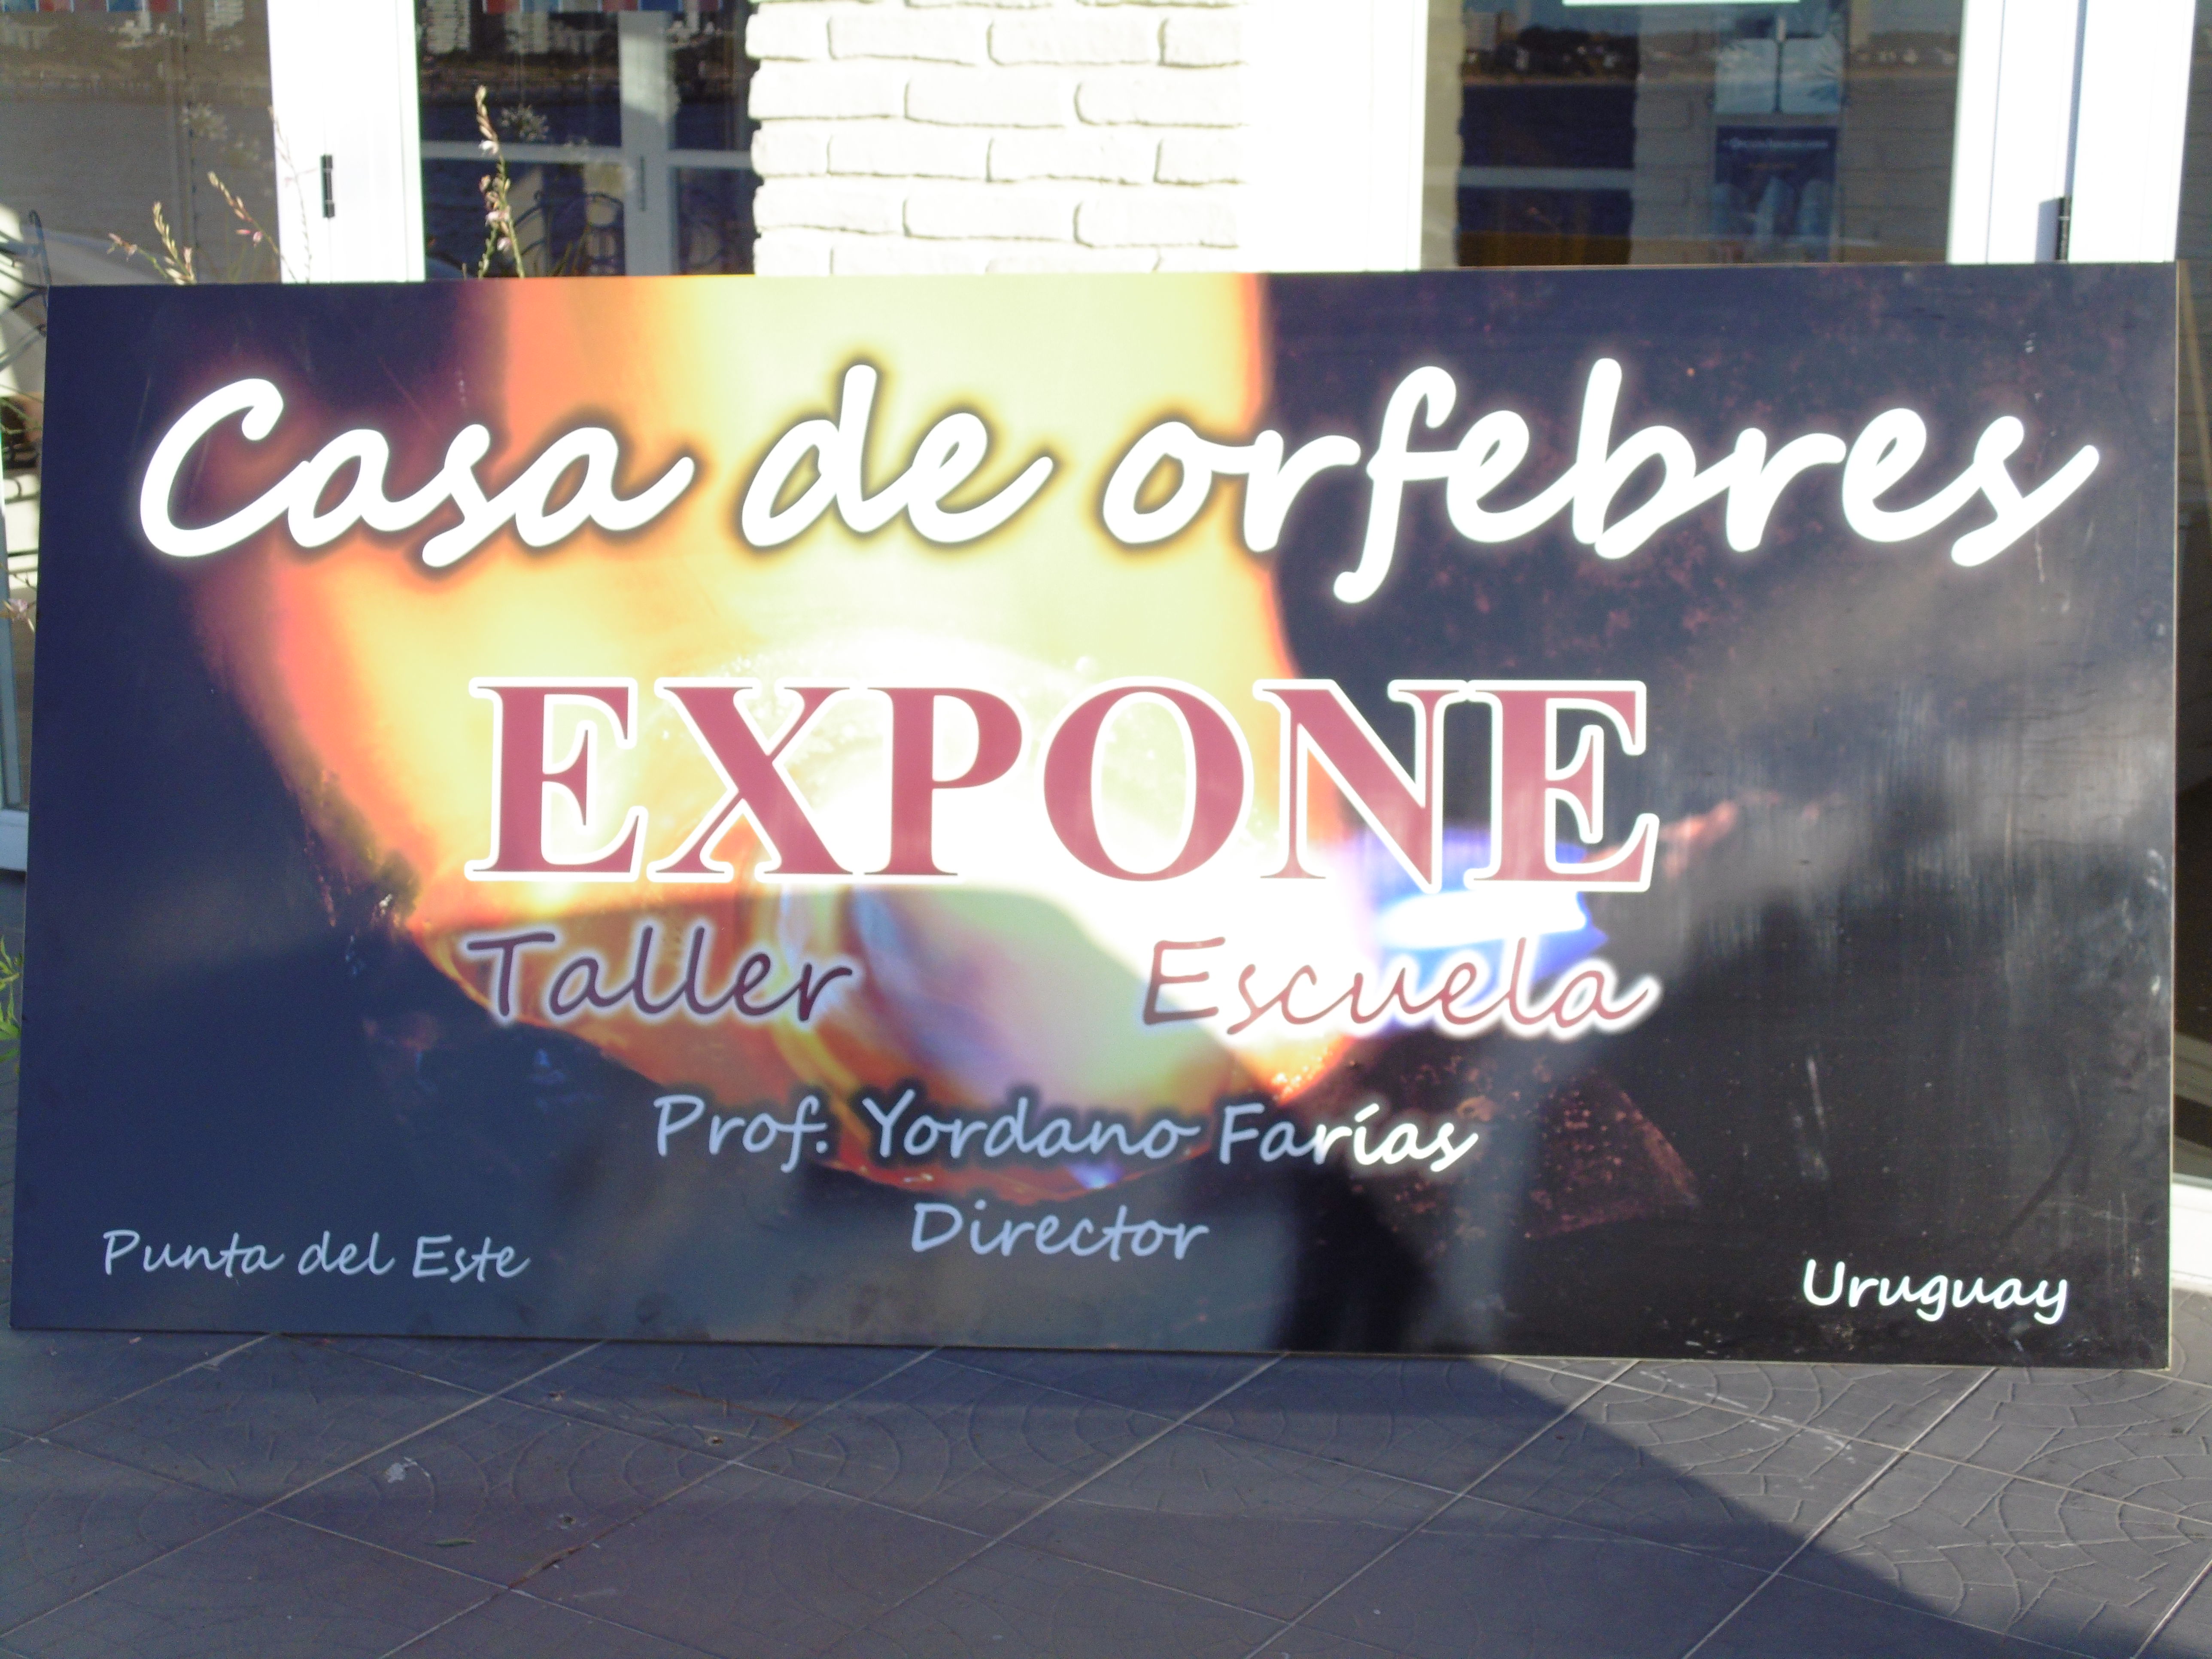 Casa de orfebres
EXPONE
Taller Escuela
Prof. Yordano Farías
Director
Punta del Este
Uruguay